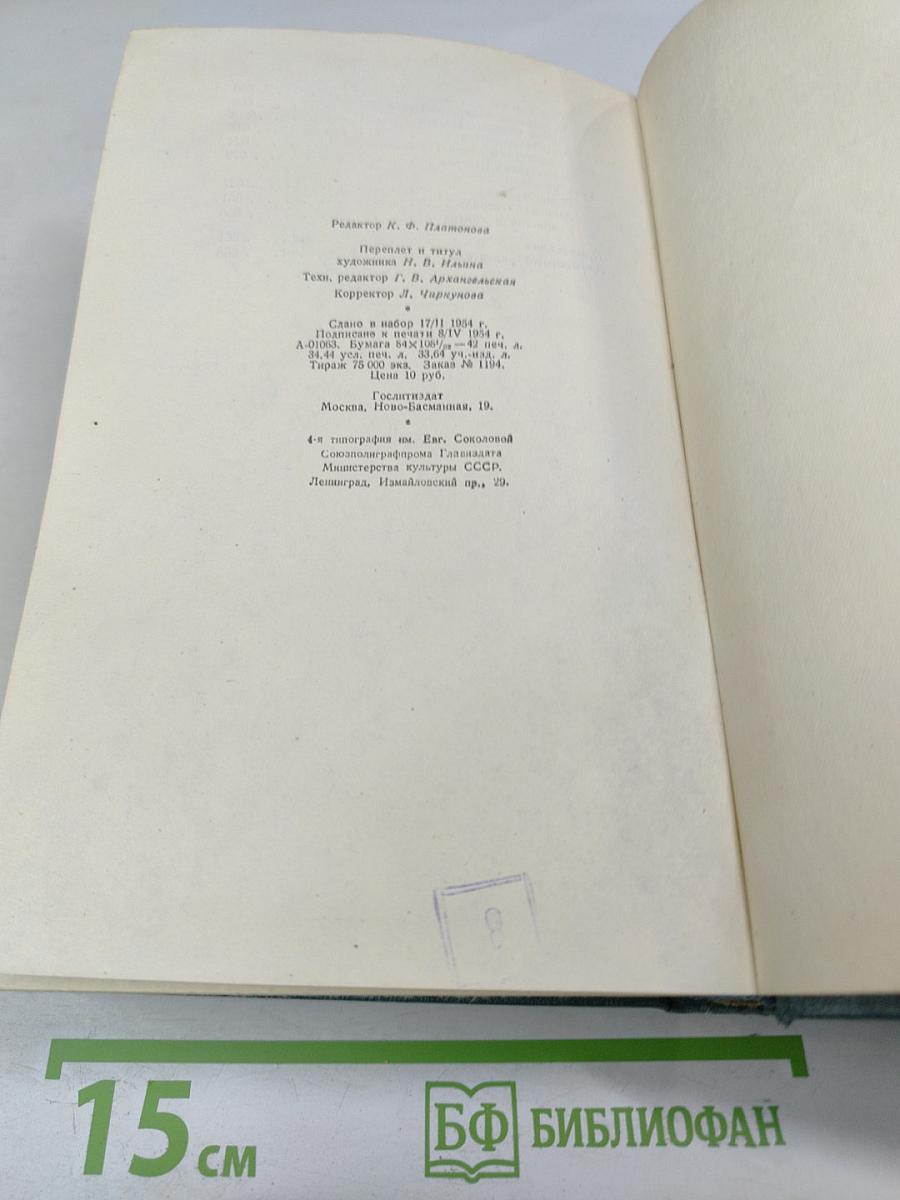 Редактор К. Ф. Платонова
Переплет и титул
художника Н. В. Ильина
Техн. редактор Г. В. Архангельская
Корректор Л. Чиркунова
*
Сдано в набор 17/II 1954 г.
Подписано к печати 8/IV 1954 г.
А-01063. Бумага 84×108¹/₃₂—42 печ. л.
34,44 усл. печ. л. 33,64 уч.-изд. л.
Тираж 75 000 экз. Заказ № 1194.
Цена 10 руб.
Гослитиздат
Москва, Ново-Басманная, 19.
*
4-я типография им. Евг. Соколовой
Союзполиграфпрома Главиздата
Министерства культуры СССР.
Ленинград, Измайловский пр., 29.
15 см
БФ БИБЛИОФАН